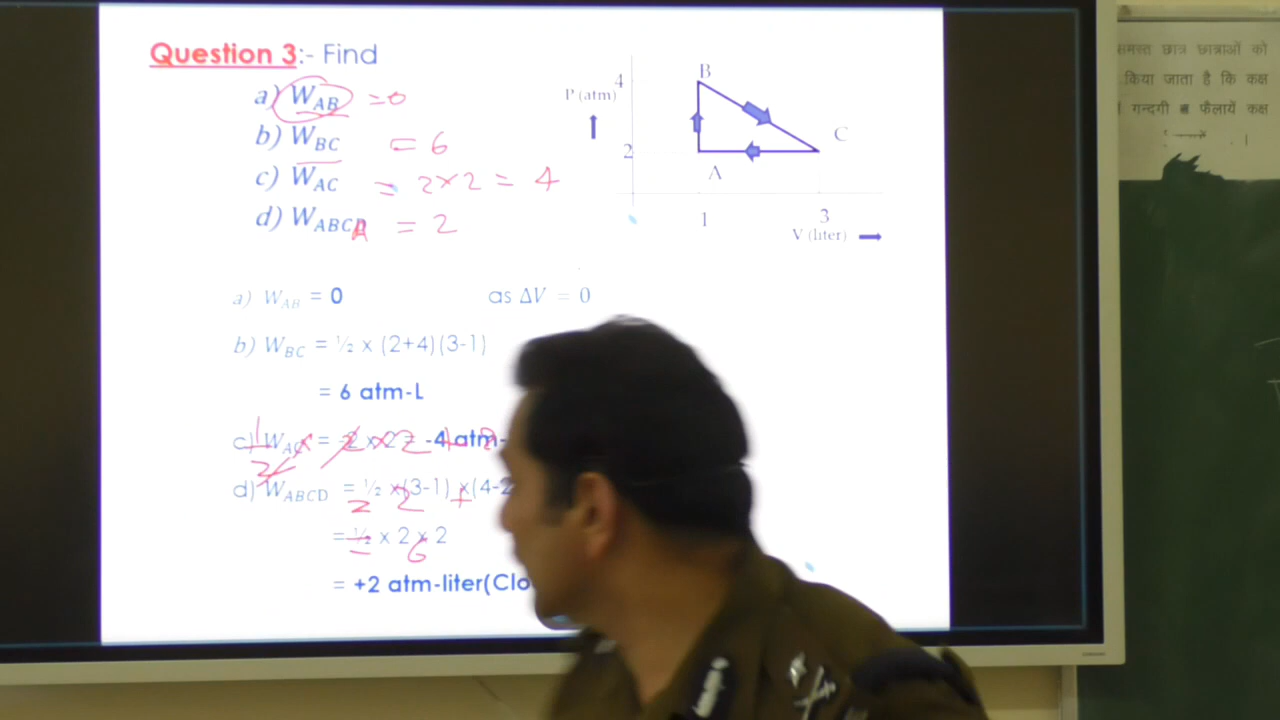 Question 3:- Find
a) W_AB = 0
b) W_BC = 6
c) W_AC = 2×2 = 4
d) W_ABCA = 2
B
4
P (atm)
C
2
A
1
3
V (liter)
a) W_AB = 0 as ΔV = 0
b) W_BC = ½ x (2+4)(3-1)
= 6 atm-L
c) W_AC = -2 x 2 = -4 atm-
d) W_ABCD = ½ x (3-1) x (4-2
= ½ x 2 x 2
6
= +2 atm-liter(Clo
समस्त छात्र छात्राओं को
किया जाता है कि कक्ष
गन्दगी न फैलायें कक्ष